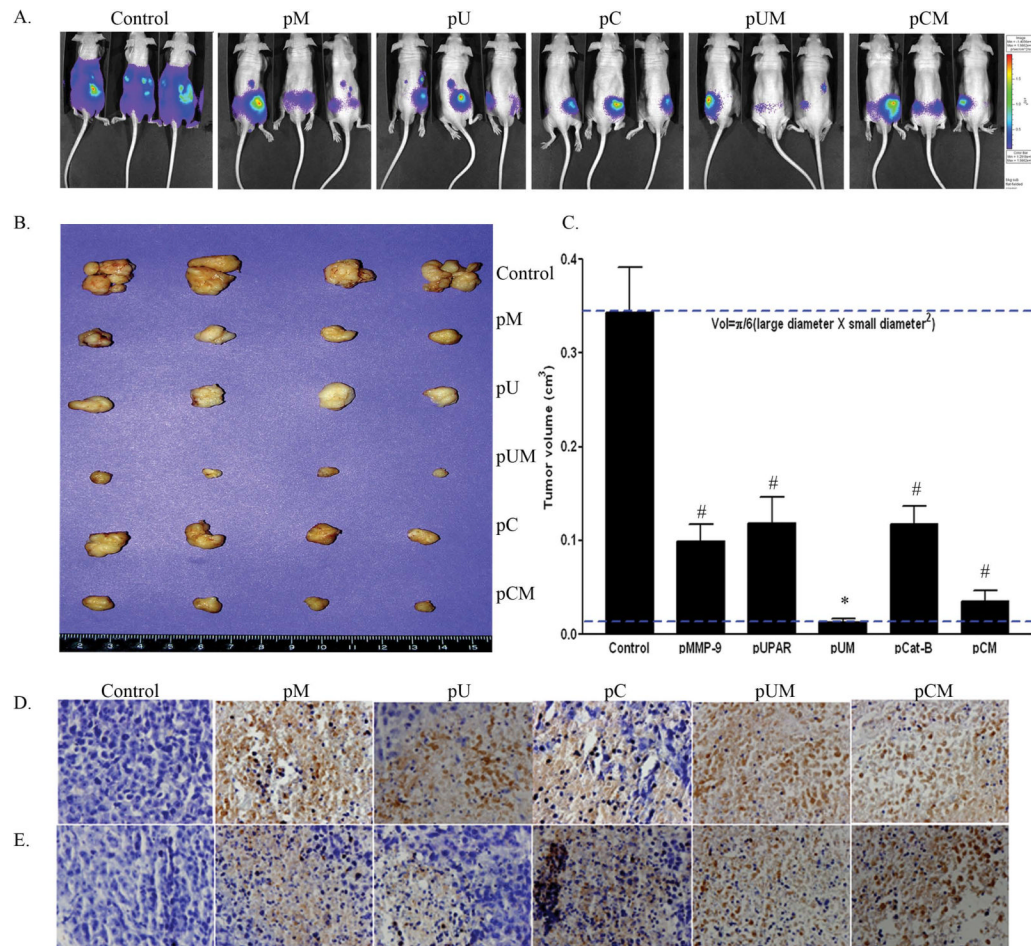 A.
Control pM pU pC pUM pCM
B.
Control
pM
pU
pUM
pC
pCM
2 3 4 5 6 7 8 9 10 11 12 13 14 15
C.
0.4
Vol=π/6(large diameter X small diameter²)
0.3
Tumor volume (cm³)
0.2
# # * # #
0.1
0.0
Control pMMP-9 pUPAR pUM pCat-B pCM
D.
Control pM pU pC pUM pCM
E.